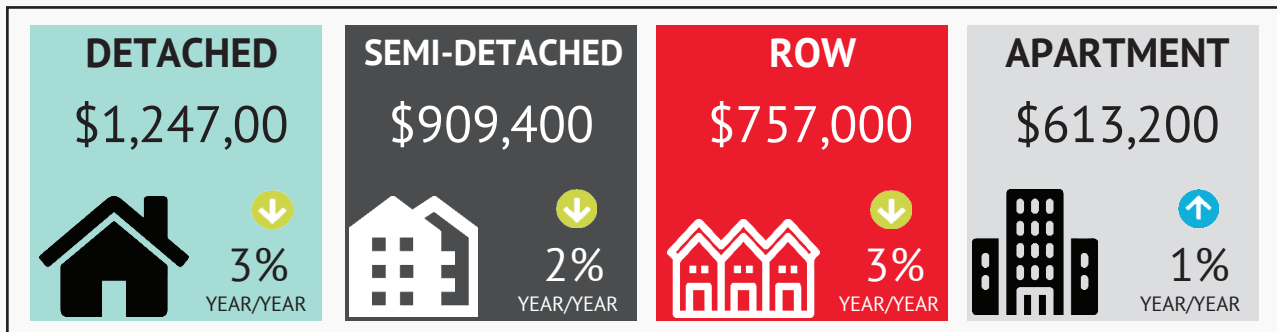 DETACHED
$1,247,00
3%
YEAR/YEAR
SEMI-DETACHED
$909,400
2%
YEAR/YEAR
ROW
$757,000
3%
YEAR/YEAR
APARTMENT
$613,200
1%
YEAR/YEAR